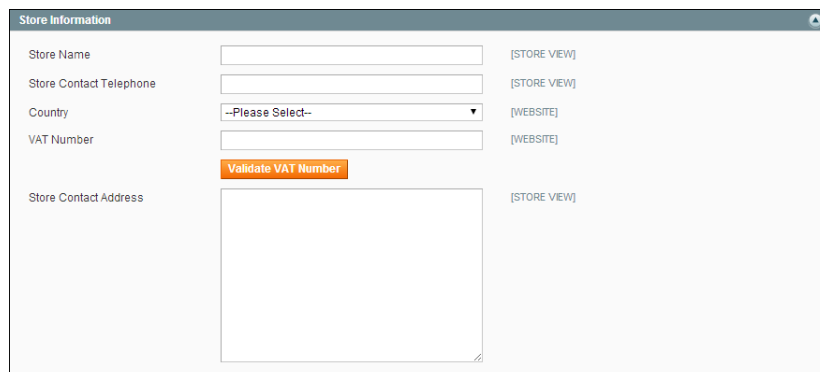 Store Information
Store Name [STORE VIEW]
Store Contact Telephone [STORE VIEW]
Country --Please Select-- [WEBSITE]
VAT Number [WEBSITE]
Validate VAT Number
Store Contact Address [STORE VIEW]